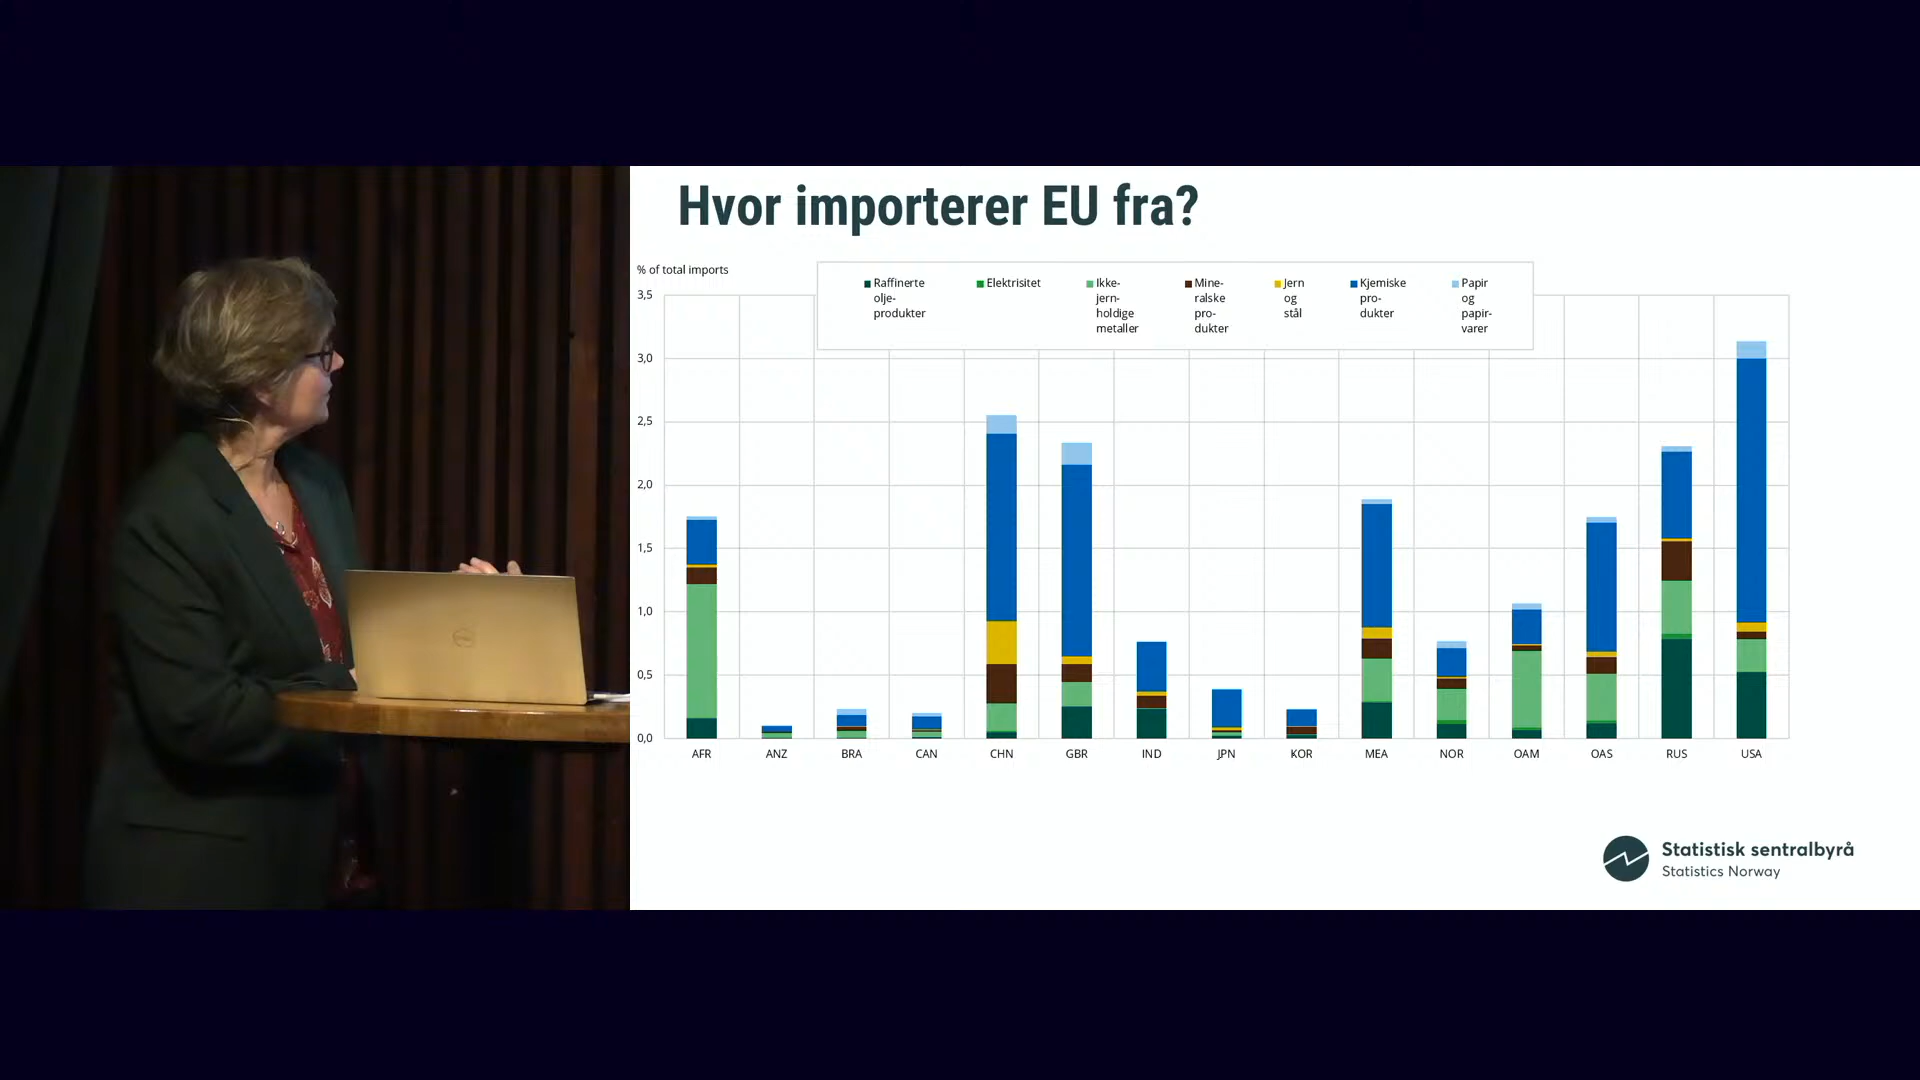 Hvor importerer EU fra?
% of total imports
Raffinerte
olje-
produkter
Elektrisitet
Ikke-
jern-
holdige
metaller
Mine-
ralske
pro-
dukter
Jern
og
stål
Kjemiske
pro-
dukter
Papir
og
papir-
varer
3,5
3,0
2,5
2,0
1,5
1,0
0,5
0,0
AFR ANZ BRA CAN CHN GBR IND JPN KOR MEA NOR OAM OAS RUS USA
Statistisk sentralbyrå
Statistics Norway